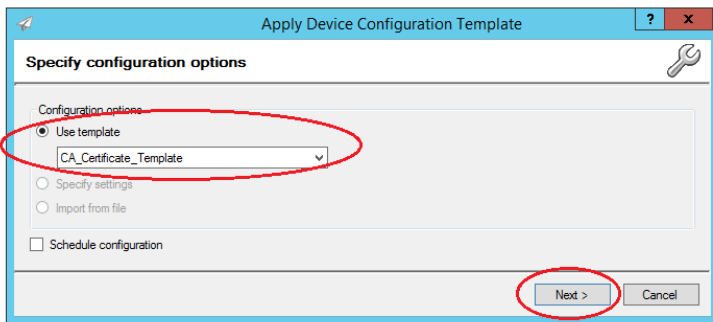 Apply Device Configuration Template
? x
Specify configuration options
Configuration options
Use template
CA_Certificate_Template
Specify settings
Import from file
Schedule configuration
Next > Cancel